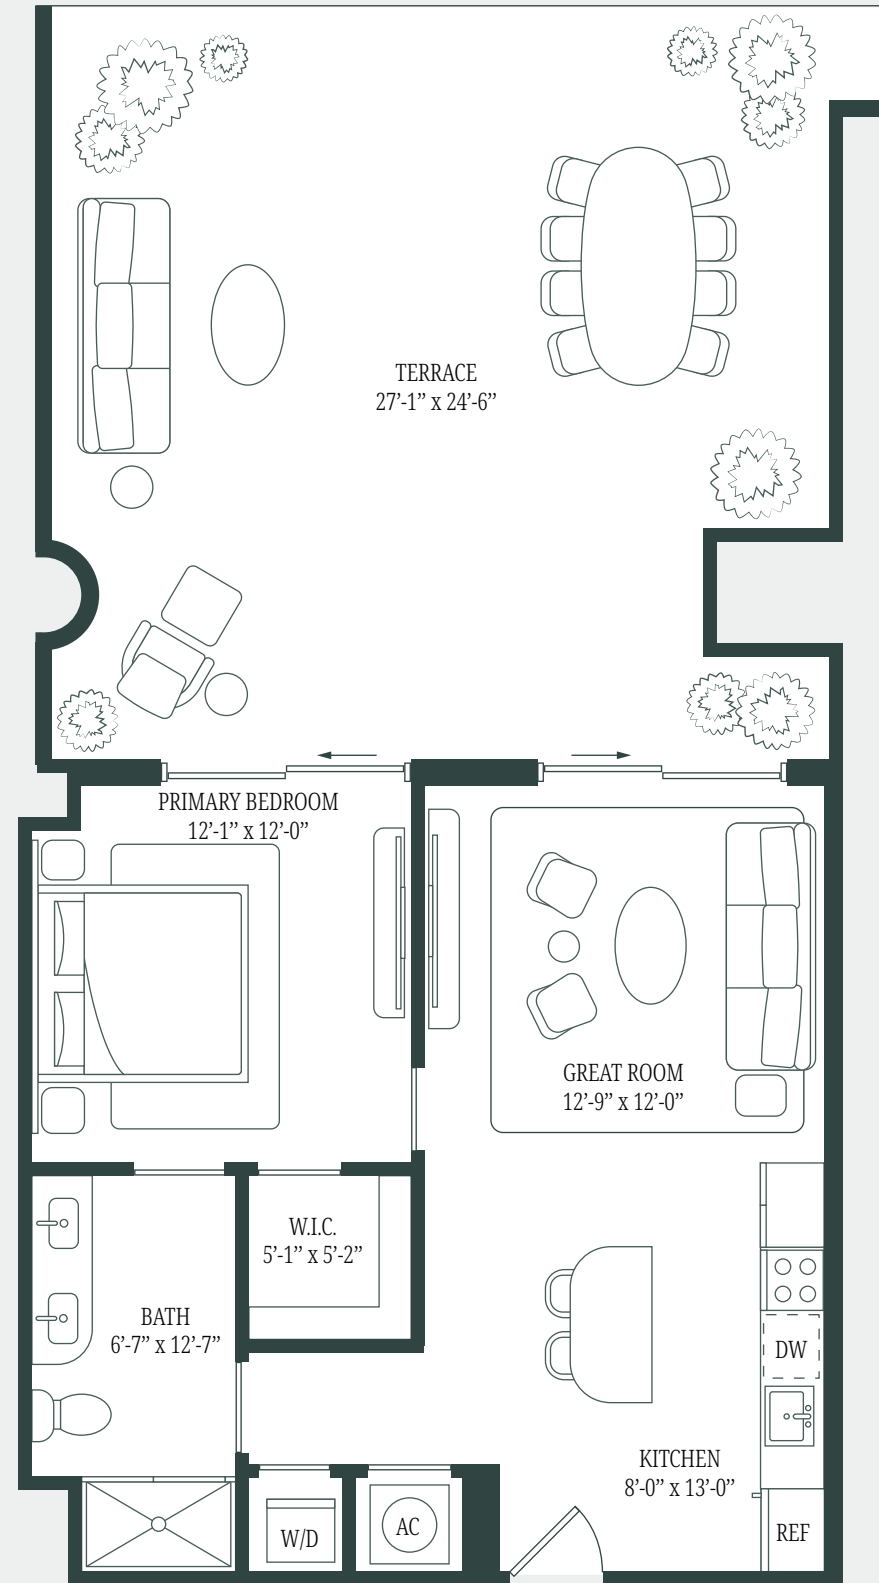 TERRACE
27’-1” x 24’-6”
PRIMARY BEDROOM
12’-1” x 12’-0”
GREAT ROOM
12’-9” x 12’-0”
W.I.C.
5’-1” x 5’-2”
BATH
6’-7” x 12’-7”
DW
KITCHEN
8’-0” x 13’-0”
W/D
AC
REF